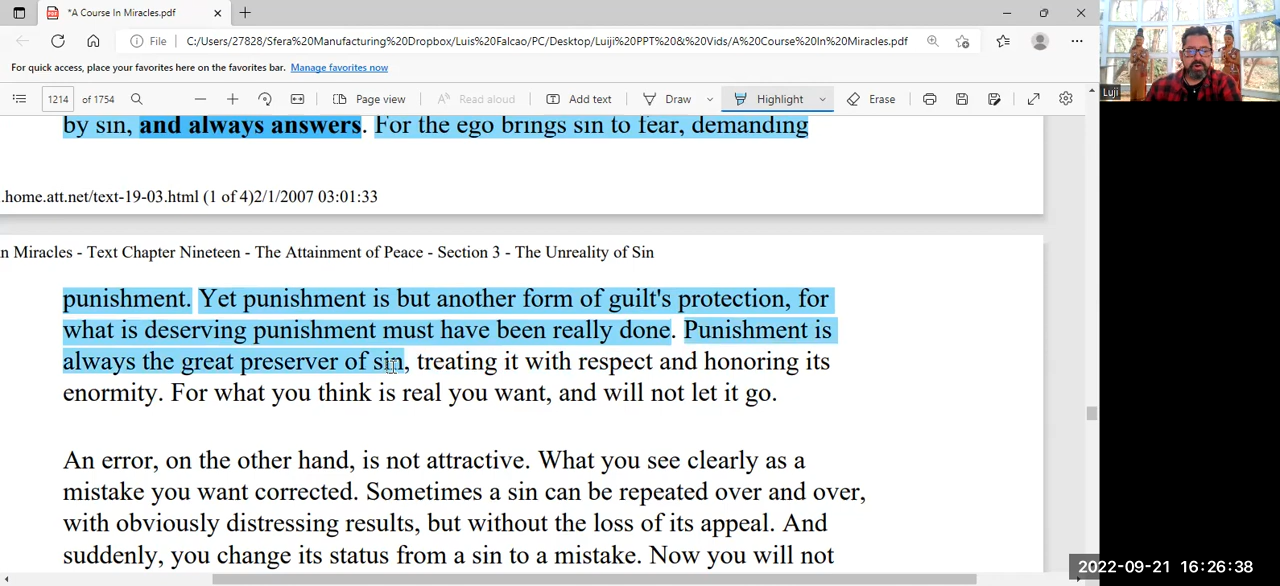 *A Course In Miracles.pdf
File C:/Users/27828/Sfera%20Manufacturing%20Dropbox/Luis%20Falcao/PC/Desktop/Luiji%20PPT%20&%20Vids/A%20Course%20In%20Miracles.pdf
For quick access, place your favorites here on the favorites bar. Manage favorites now
1214 of 1754 Page view Read aloud Add text Draw Highlight Erase
Luji
by sin, and always answers. For the ego brings sin to fear, demanding
.home.att.net/text-19-03.html (1 of 4)2/1/2007 03:01:33
n Miracles - Text Chapter Nineteen - The Attainment of Peace - Section 3 - The Unreality of Sin
punishment. Yet punishment is but another form of guilt's protection, for
what is deserving punishment must have been really done. Punishment is
always the great preserver of sin, treating it with respect and honoring its
enormity. For what you think is real you want, and will not let it go.
An error, on the other hand, is not attractive. What you see clearly as a
mistake you want corrected. Sometimes a sin can be repeated over and over,
with obviously distressing results, but without the loss of its appeal. And
suddenly, you change its status from a sin to a mistake. Now you will not
2022-09-21 16:26:38